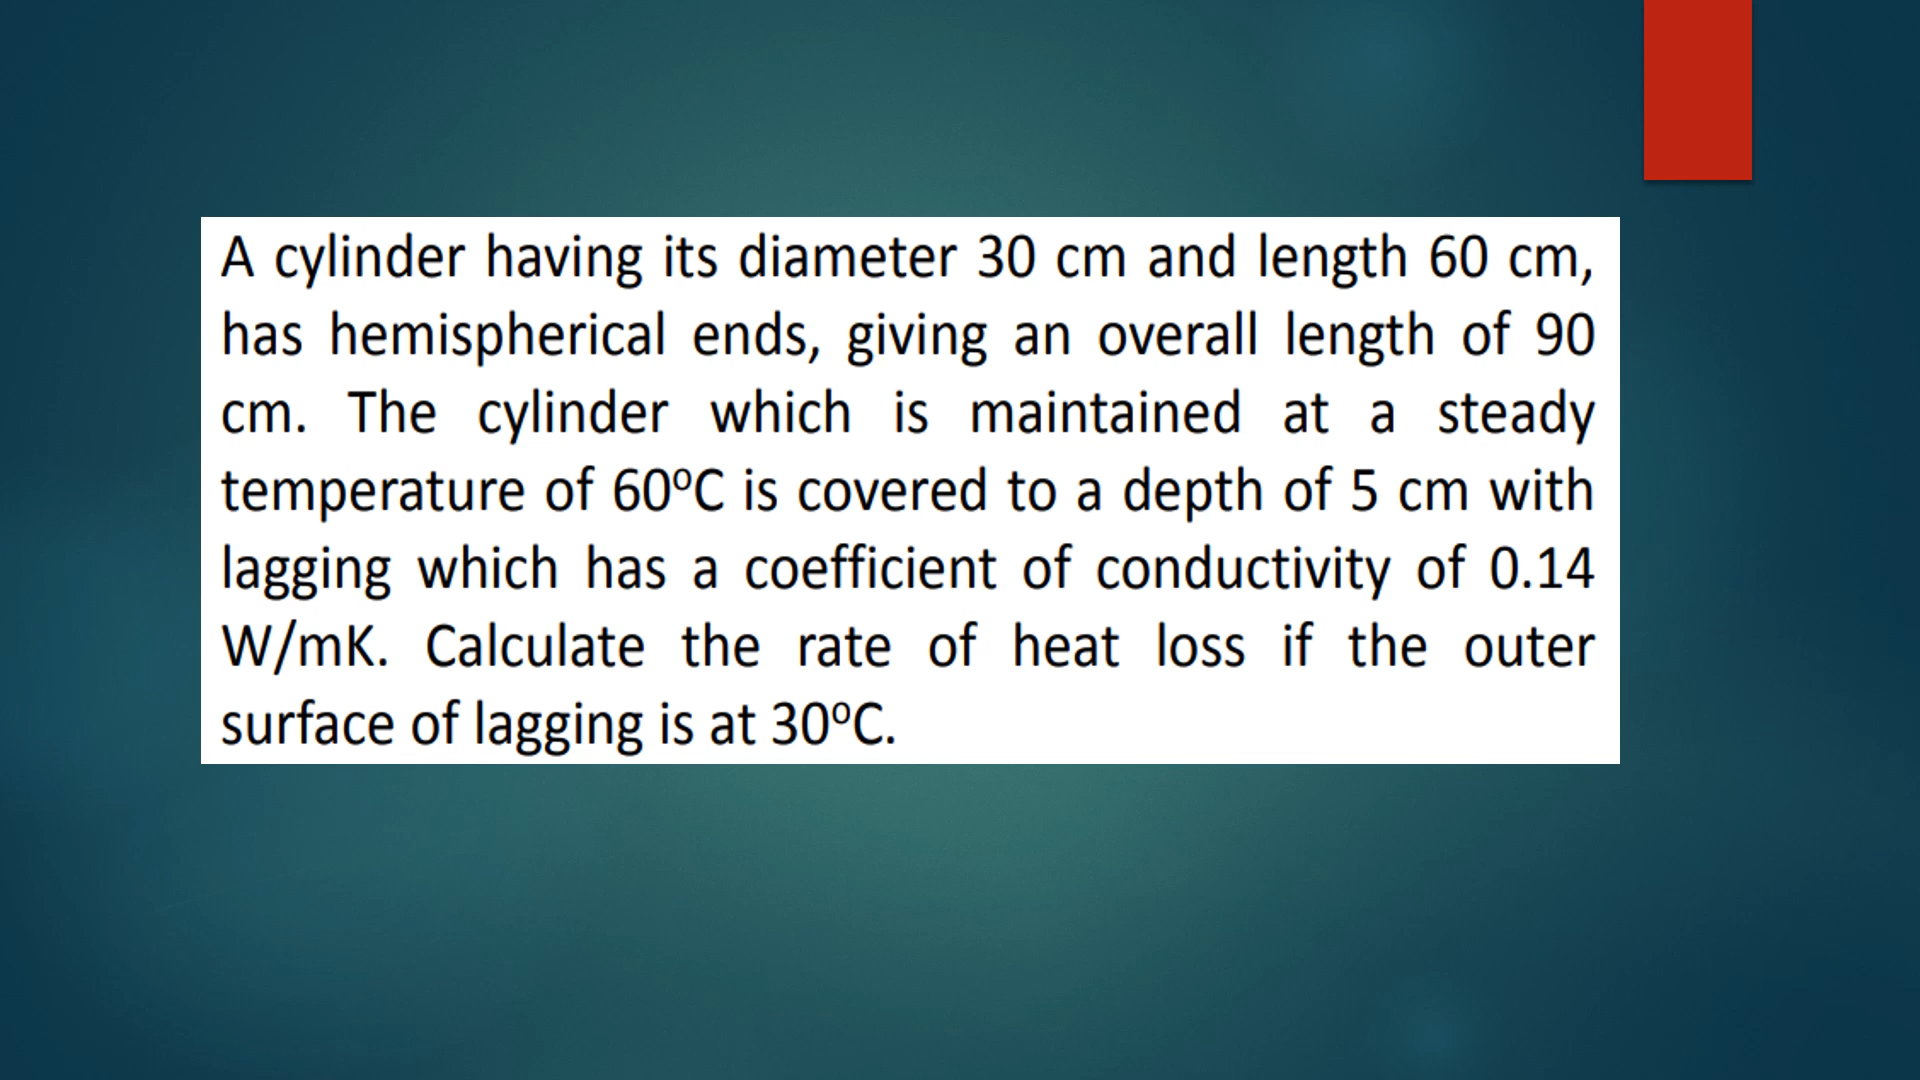 A cylinder having its diameter 30 cm and length 60 cm,
has hemispherical ends, giving an overall length of 90
cm. The cylinder which is maintained at a steady
temperature of 60ºC is covered to a depth of 5 cm with
lagging which has a coefficient of conductivity of 0.14
W/mK. Calculate the rate of heat loss if the outer
surface of lagging is at 30ºC.